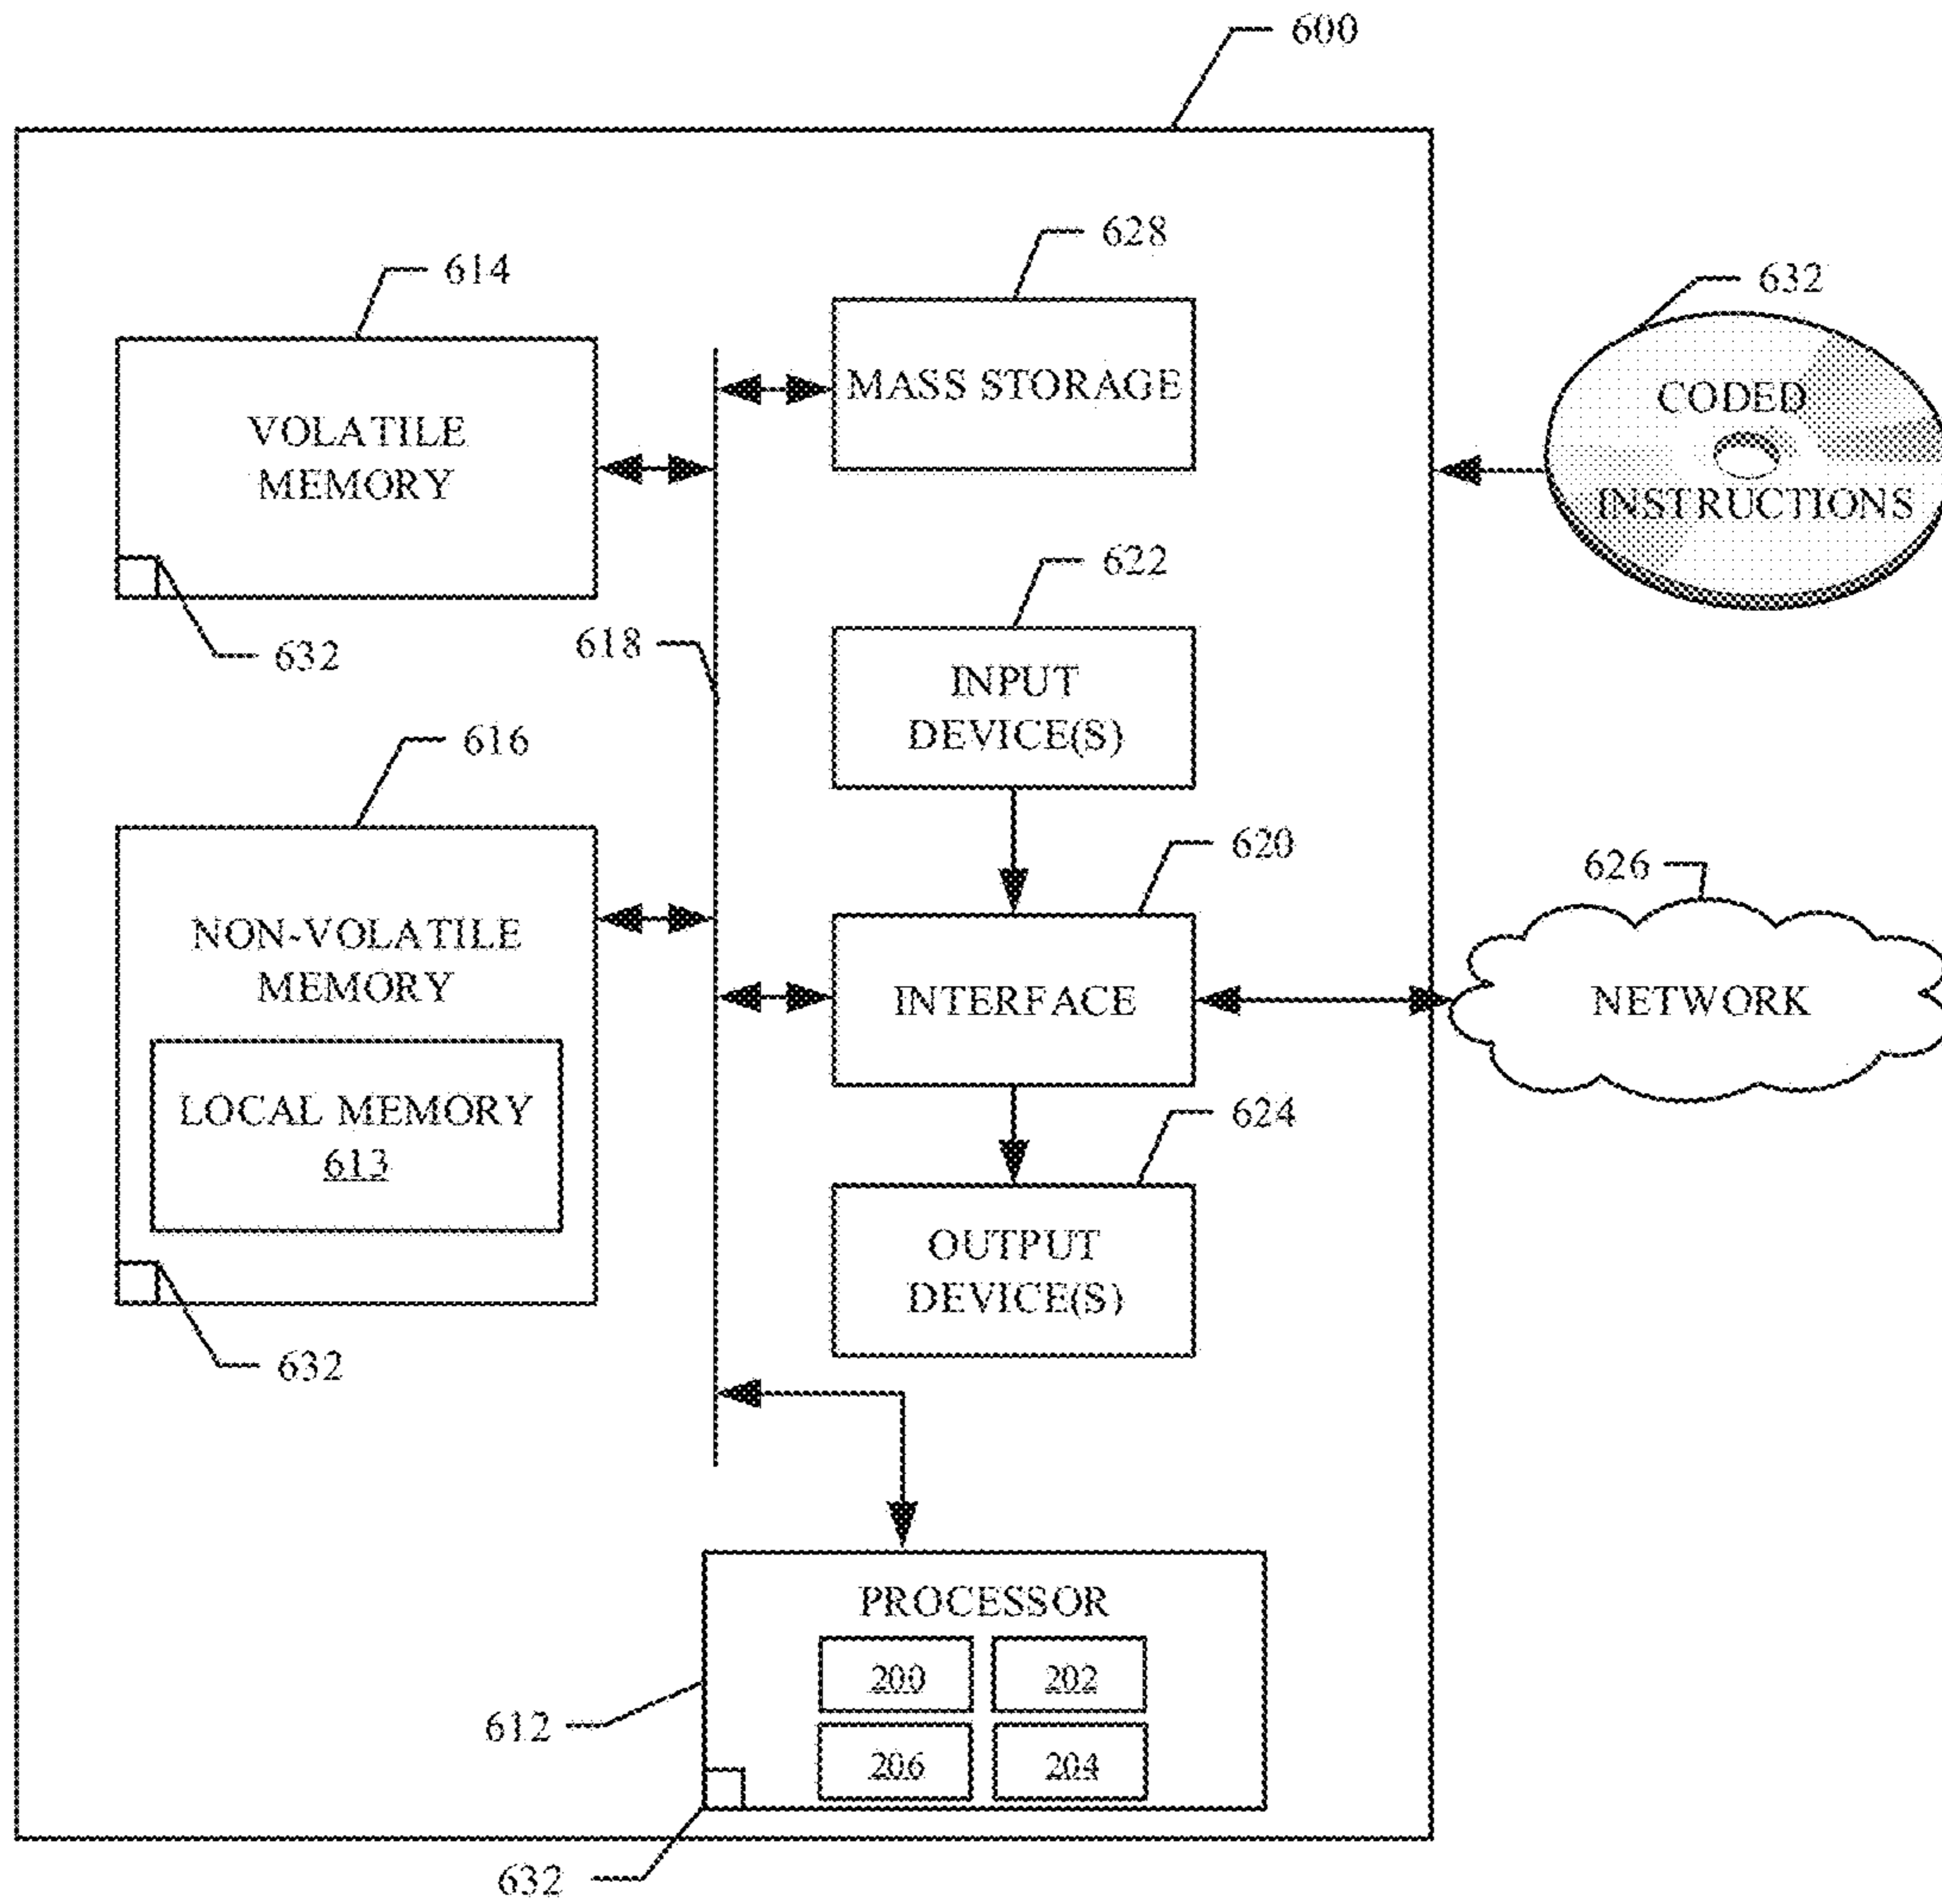 600
628
614
632
MASS STORAGE
CODED
VOLATILE
MEMORY
INSTRUCTIONS
622
618
632
INPUT
DEVICE(S)
616
620
626
NON-VOLATILE
MEMORY
INTERFACE
NETWORK
LOCAL MEMORY
613
624
OUTPUT
DEVICE(S)
632
PROCESSOR
200
202
612
206
204
632